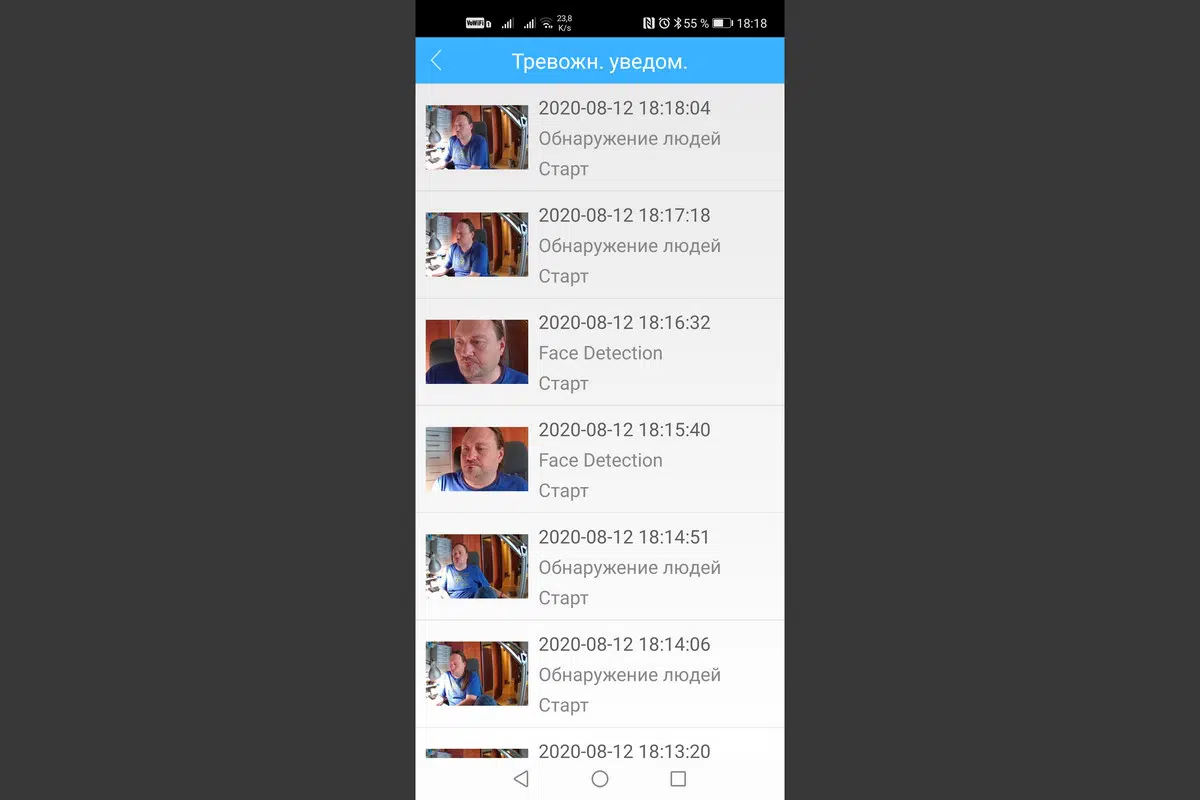 VoWiFi 1 23,8 55 % 18:18
K/s
Тревожн. уведом.
2020-08-12 18:18:04
Обнаружение людей
Старт
2020-08-12 18:17:18
Обнаружение людей
Старт
2020-08-12 18:16:32
Face Detection
Старт
2020-08-12 18:15:40
Face Detection
Старт
2020-08-12 18:14:51
Обнаружение людей
Старт
2020-08-12 18:14:06
Обнаружение людей
Старт
2020-08-12 18:13:20